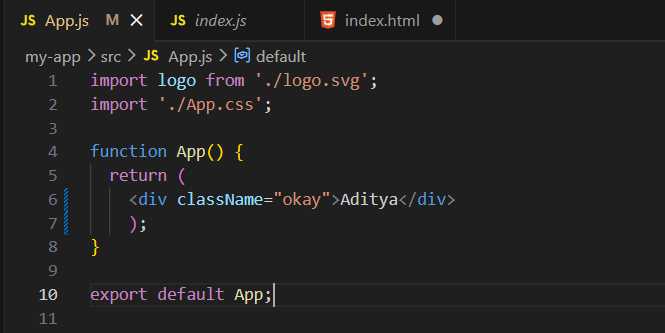 JS App.js M × JS index.js index.html
my-app > src > JS App.js > default
1 import logo from './logo.svg';
2 import './App.css';
3
4 function App() {
5 return (
6 <div className="okay">Aditya</div>
7 );
8 }
9
10 export default App;
11